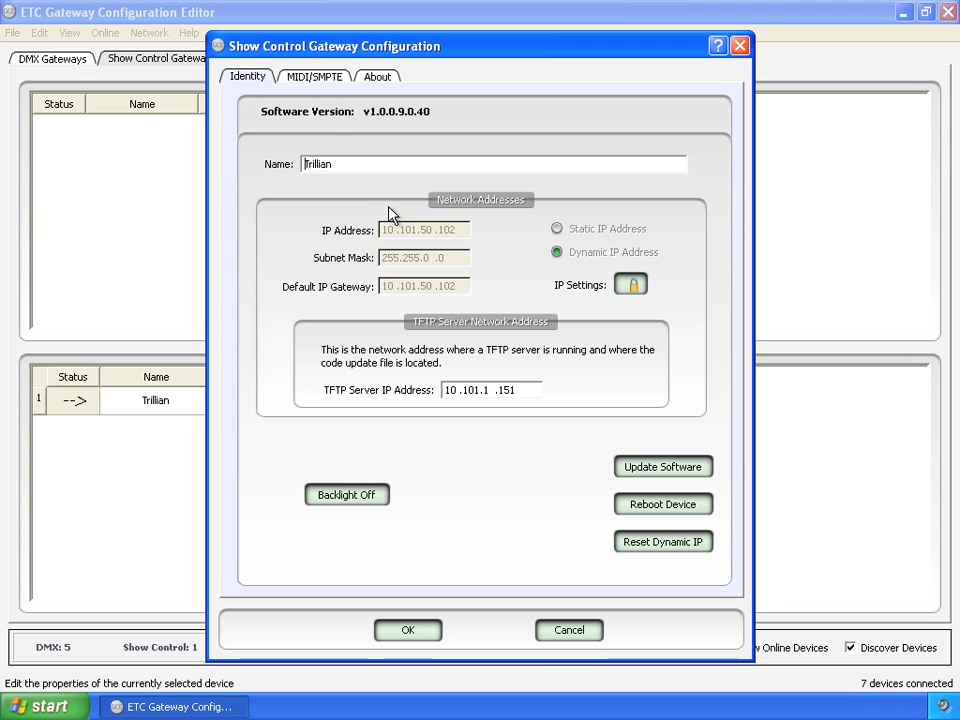 ETC Gateway Configuration Editor
File Edit View Online Network Help
DMX Gateways Show Control Gatewa
Status Name
Status Name
1 --> Trillian
DMX: 5 Show Control: 1
Online Devices Discover Devices
Show Control Gateway Configuration
Identity MIDI/SMPTE About
Software Version: v1.0.0.9.0.40
Name: Trillian
Network Addresses
IP Address: 10 .101.50 .102
Subnet Mask: 255.255.0 .0
Default IP Gateway: 10 .101.50 .102
Static IP Address
Dynamic IP Address
IP Settings:
TFTP Server Network Address
This is the network address where a TFTP server is running and where the
code update file is located.
TFTP Server IP Address: 10 .101.1 .151
Backlight Off
Update Software
Reboot Device
Reset Dynamic IP
OK Cancel
Edit the properties of the currently selected device 7 devices connected
start ETC Gateway Config...